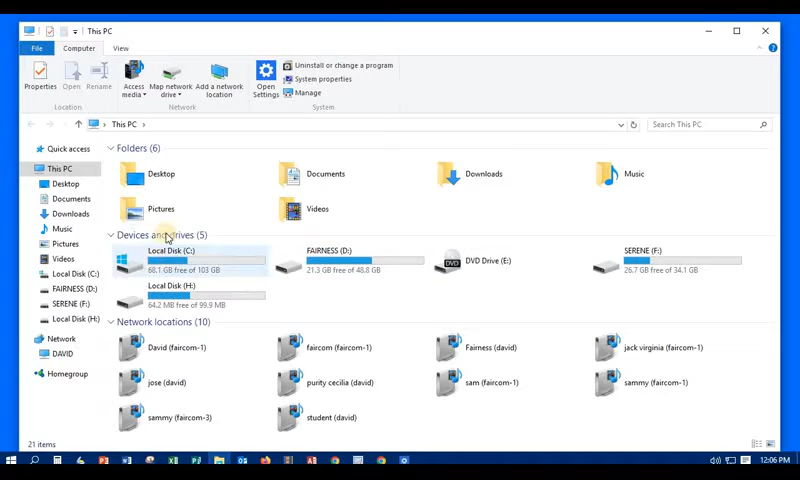 This PC
File Computer View
Properties Open Rename Access media Map network drive Add a network location Open Settings Uninstall or change a program
System properties
Manage
Location Network System
This PC Search This PC
Quick access
This PC
Desktop
Documents
Downloads
Music
Pictures
Videos
Local Disk (C:)
FAIRNESS (D:)
SERENE (F:)
Local Disk (H:)
Network
DAVID
Homegroup
Folders (6)
Desktop Documents Downloads Music
Pictures Videos
Devices and drives (5)
Local Disk (C:) FAIRNESS (D:) DVD Drive (E:) SERENE (F:)
68.1 GB free of 103 GB 21.3 GB free of 48.8 GB DVD 26.7 GB free of 34.1 GB
Local Disk (H:)
64.2 MB free of 99.9 MB
Network locations (10)
David (faircom-1) faircom (faircom-1) Fairness (david) jack virginia (faircom-1)
jose (david) purity cecilia (david) sam (faircom-1) sammy (faircom-1)
sammy (faircom-3) student (david)
21 items
12:06 PM